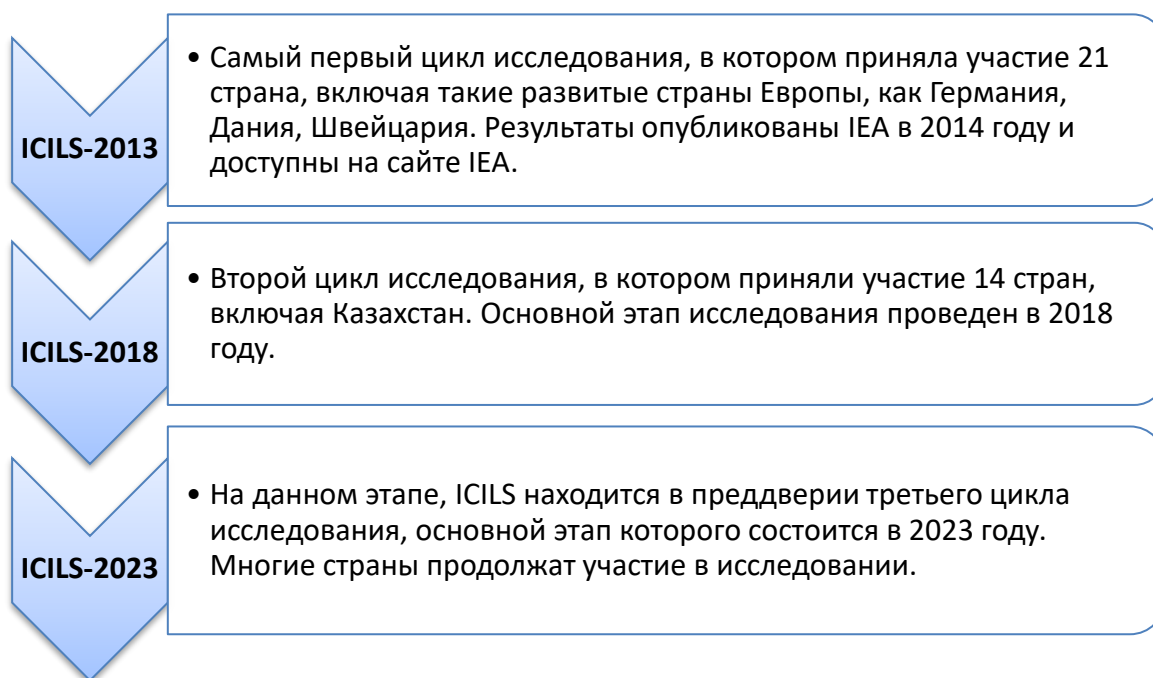 ICILS-2013
• Самый первый цикл исследования, в котором приняла участие 21
страна, включая такие развитые страны Европы, как Германия,
Дания, Швейцария. Результаты опубликованы IEA в 2014 году и
доступны на сайте IEA.
ICILS-2018
• Второй цикл исследования, в котором приняли участие 14 стран,
включая Казахстан. Основной этап исследования проведен в 2018
году.
ICILS-2023
• На данном этапе, ICILS находится в преддверии третьего цикла
исследования, основной этап которого состоится в 2023 году.
Многие страны продолжат участие в исследовании.